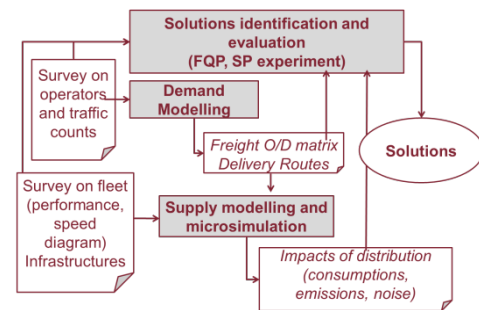 Solutions identification and
evaluation
(FQP, SP experiment)
Survey on
operators
and traffic
counts
Demand
Modelling
Freight O/D matrix
Delivery Routes
Solutions
Survey on fleet
(performance,
speed
diagram)
Infrastructures
Supply modelling and
microsimulation
Impacts of distribution
(consumptions,
emissions, noise)